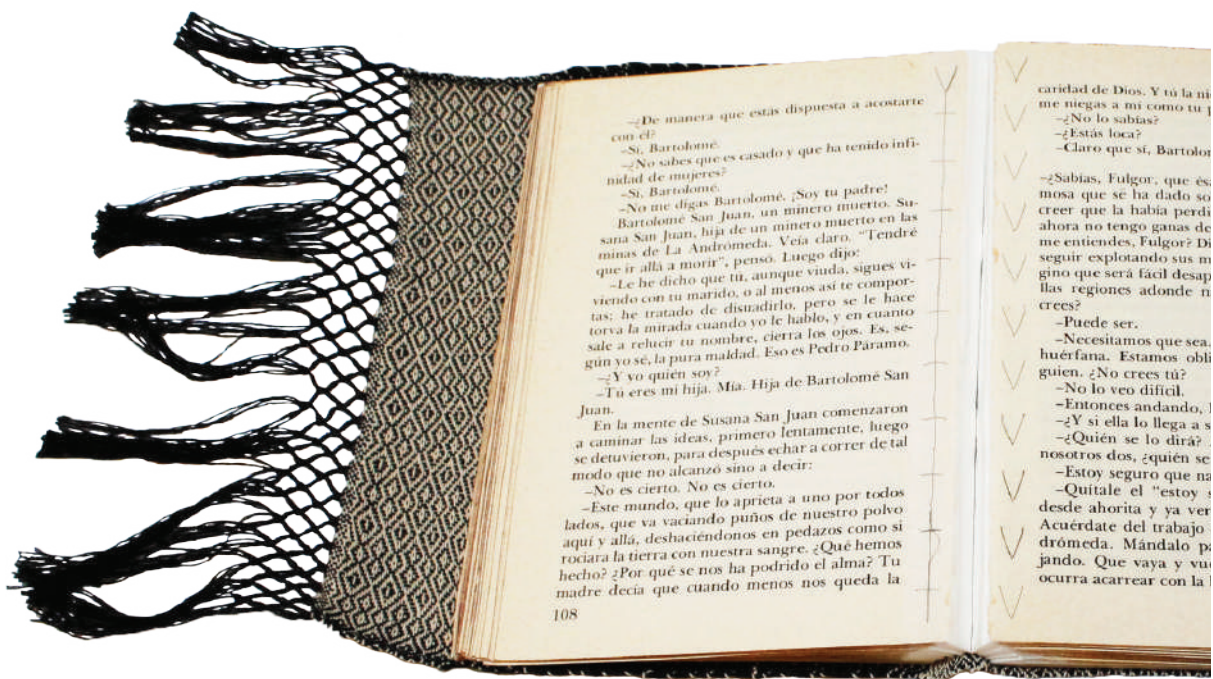 –¿De manera que estás dispuesta a acostarte
con él?
–Sí, Bartolomé.
–¿No sabes que es casado y que ha tenido infi-
nidad de mujeres?
–Sí, Bartolomé.
–No me digas Bartolomé. ¡Soy tu padre!
Bartolomé San Juan, un minero muerto. Su-
sana San Juan, hija de un minero muerto en las
minas de La Andrómeda. Veía claro. “Tendré
que ir allá a morir”, pensó. Luego dijo:
–Le he dicho que tú, aunque viuda, sigues vi-
viendo con tu marido, o al menos así te compor-
tas; he tratado de disuadirlo, pero se le hace
torva la mirada cuando yo le hablo, y en cuanto
sale a relucir tu nombre, cierra los ojos. Es, se-
gún yo sé, la pura maldad. Eso es Pedro Páramo.
–¿Y yo quién soy?
–Tú eres mi hija. Mía. Hija de Bartolomé San
Juan.
En la mente de Susana San Juan comenzaron
a caminar las ideas, primero lentamente, luego
se detuvieron, para después echar a correr de tal
modo que no alcanzó sino a decir:
–No es cierto. No es cierto.
–Este mundo, que lo aprieta a uno por todos
lados, que va vaciando puños de nuestro polvo
aquí y allá, deshaciéndonos en pedazos como si
rociara la tierra con nuestra sangre. ¿Qué hemos
hecho? ¿Por qué se nos ha podrido el alma? Tu
madre decía que cuando menos nos queda la
108
caridad de Dios. Y tú la ni
me niegas a mí como tu p
–¿No lo sabías?
–¿Estás loca?
–Claro que sí, Bartolom
–¿Sabías, Fulgor, que ésa
mosa que se ha dado so
creer que la había perdi
ahora no tengo ganas de
me entiendes, Fulgor? Di
seguir explotando sus m
gino que será fácil desap
llas regiones adonde n
crees?
–Puede ser.
–Necesitamos que sea.
huérfana. Estamos obli
guien. ¿No crees tú?
–No lo veo difícil.
–Entonces andando,
–¿Y si ella lo llega a s
–¿Quién se lo dirá?
nosotros dos, ¿quién se
–Estoy seguro que na
–Quítale el “estoy s
desde ahorita y ya ver
Acuérdate del trabajo
drómeda. Mándalo pa
jando. Que vaya y vue
ocurra acarrear con la